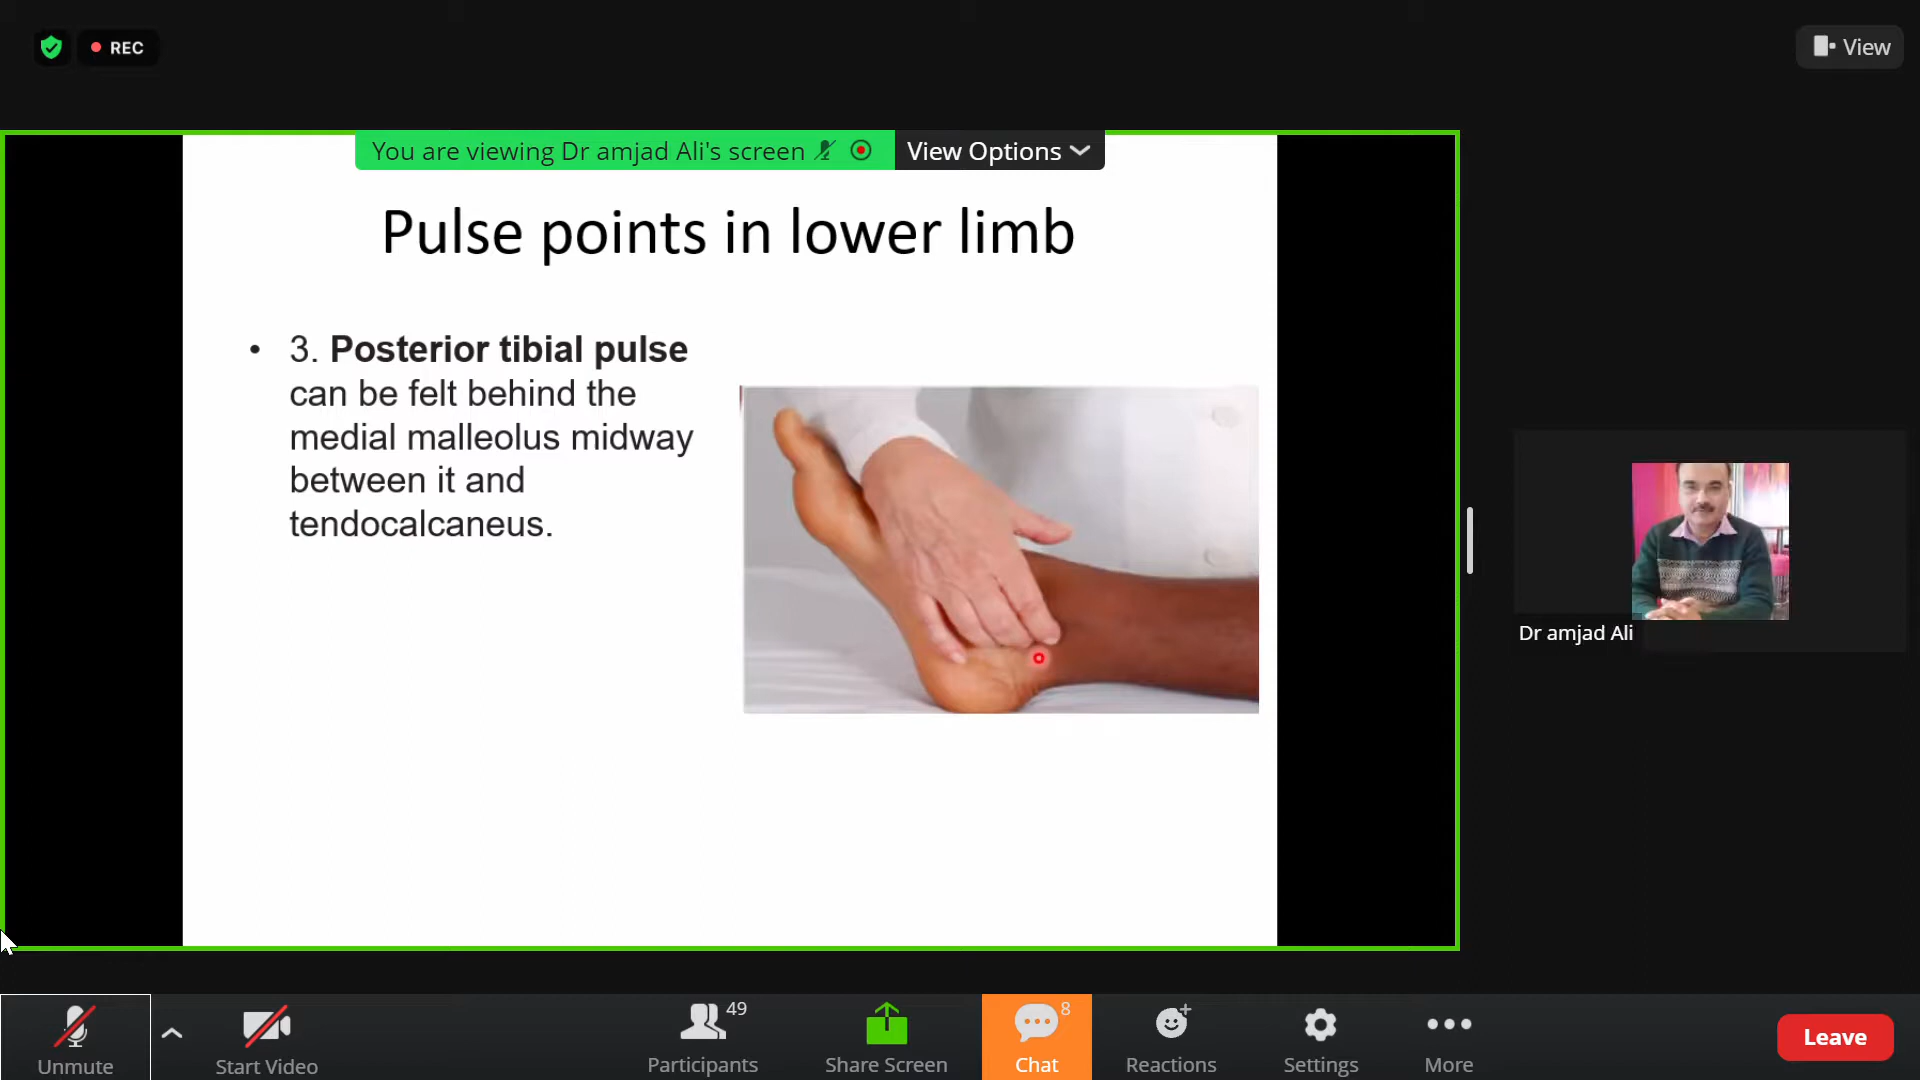 REC
View
You are viewing Dr amjad Ali's screen
View Options
Pulse points in lower limb
• 3. Posterior tibial pulse
can be felt behind the
medial malleolus midway
between it and
tendocalcaneus.
Dr amjad Ali
Unmute
Start Video
49
Participants
Share Screen
8
Chat
Reactions
Settings
More
Leave